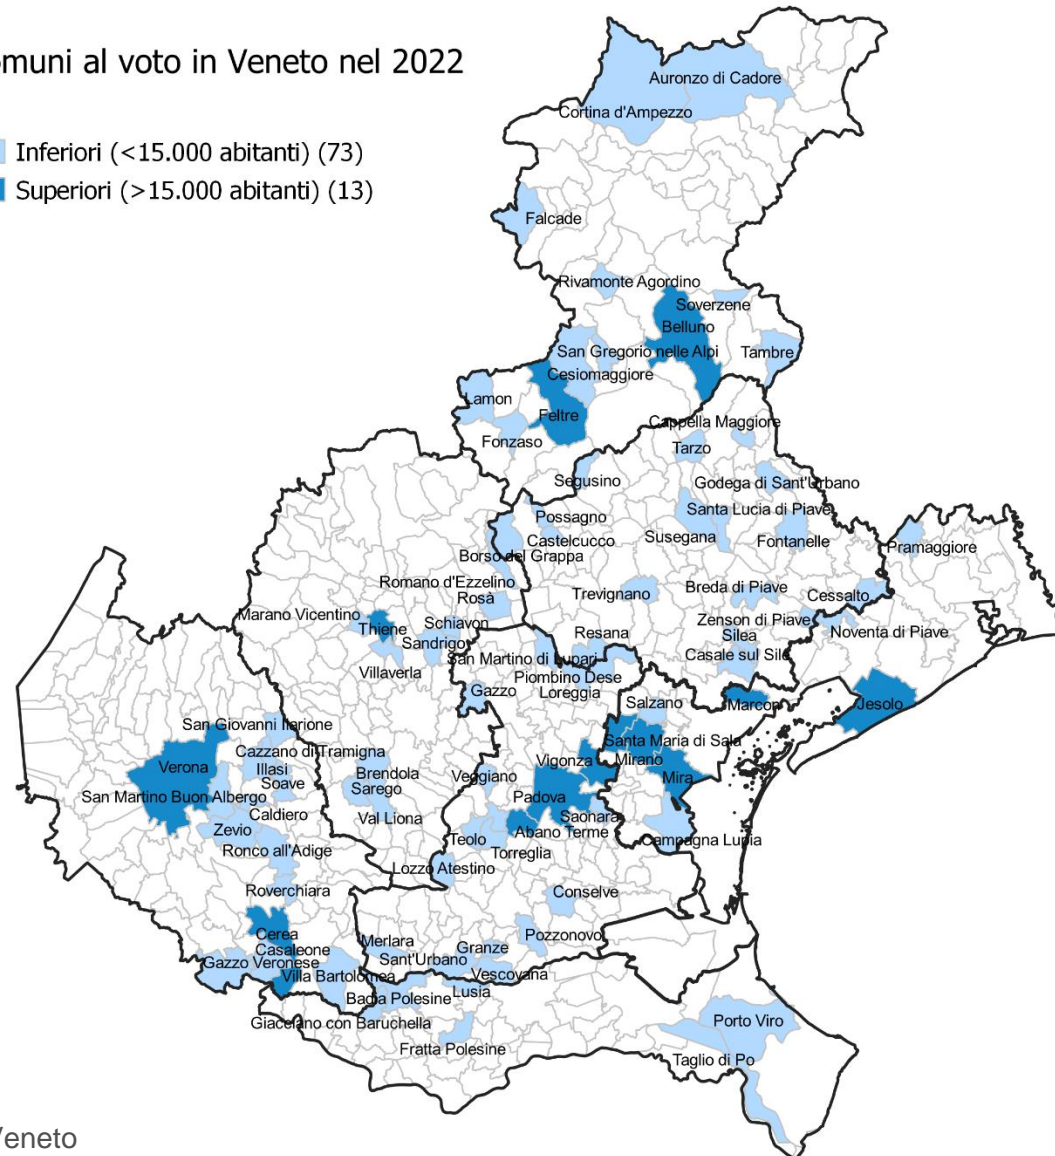 omuni al voto in Veneto nel 2022
Inferiori (<15.000 abitanti) (73)
Superiori (>15.000 abitanti) (13)
Auronzo di Cadore
Cortina d'Ampezzo
Falcade
Rivamonte Agordino
Soverzene
Belluno
San Gregorio nelle Alpi
Tambre
Cesiomaggiore
Lamon
Feltre
Fonzaso
Cappella Maggiore
Tarzo
Segusino
Godega di Sant'Urbano
Possagno
Santa Lucia di Piave
Castelcucco
Susegana
Fontanelle
Pramaggiore
Borso del Grappa
Romano d'Ezzelino
Rosà
Trevignano
Breda di Piave
Cessalto
Marano Vicentino
Schiavon
Zenson di Piave
Thiene
Resana
Silea
Noventa di Piave
Sandrigo
San Martino di Lupari
Casale sul Sile
Villaverla
Piombino Dese
Gazzo
Loreggia
Salzano
Marcon
Jesolo
San Giovanni Ilarione
Santa Maria di Sala
Cazzano di Tramigna
Mirano
Verona
Illasi
Brendola
Veggiano
Vigonza
Mira
Soave
Sarego
San Martino Buon Albergo
Padova
Caldiero
Val Liona
Saonara
Zevio
Teolo
Abano Terme
Campagna Lupia
Ronco all'Adige
Torreglia
Lozzo Atestino
Roverchiara
Conselve
Cerea
Pozzonovo
Merlara
Granze
Casaleone
Sant'Urbano
Gazzo Veronese
Vescovana
Villa Bartolomea
Lusia
Badia Polesine
Giacciano con Baruchella
Porto Viro
Fratta Polesine
Taglio di Po
Veneto